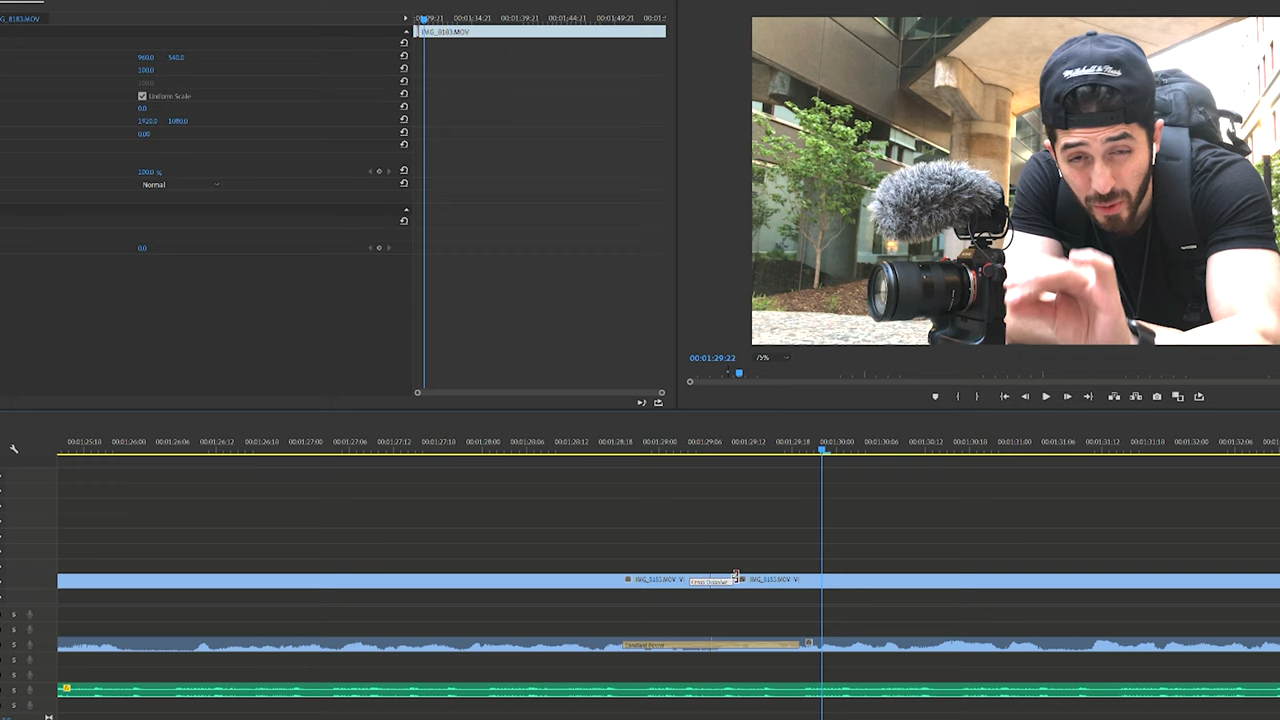 G_8183.MOV
00:01:34:21 00:01:39:21 00:01:44:21 00:01:49:21
IMG_8183.MOV
960.0 540.0
100.0
100.0
Uniform Scale
0.0
1920.0 1080.0
0.00
100.0 %
Normal
0.0
Mitchell & Ness
00:01:29:22
75%
00:01:25:18 00:01:26:00 00:01:26:06 00:01:26:12 00:01:26:18 00:01:27:00 00:01:27:06 00:01:27:12 00:01:27:18 00:01:28:00 00:01:28:06 00:01:28:12 00:01:28:18 00:01:29:00 00:01:29:06 00:01:29:12 00:01:29:18 00:01:30:00 00:01:30:06 00:01:30:12 00:01:30:18 00:01:31:00 00:01:31:06 00:01:31:12 00:01:31:18 00:01:32:00 00:01:32:06
IMG_8183.MOV [V] Cross Dissolve IMG_8183.MOV [V]
S
S
S
Constant Power
S
S
S